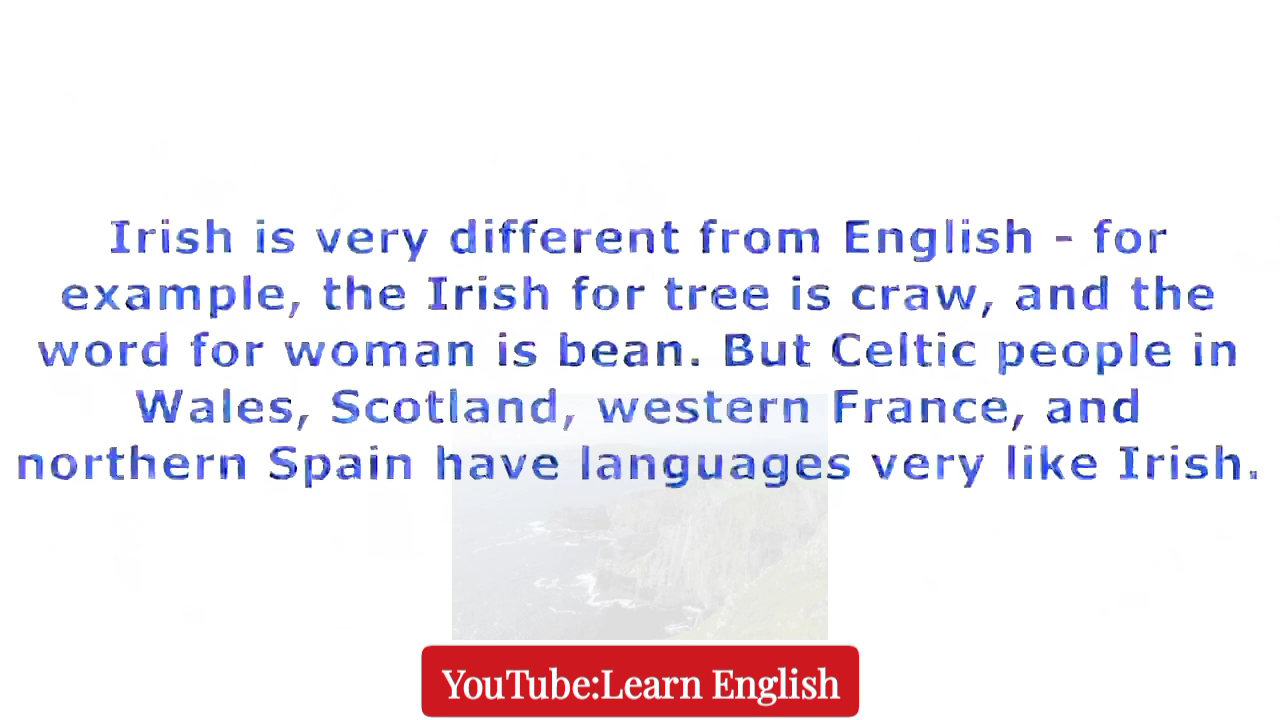 Irish is very different from English - for
example, the Irish for tree is craw, and the
word for woman is bean. But Celtic people in
Wales, Scotland, western France, and
northern Spain have languages very like Irish.
YouTube:Learn English